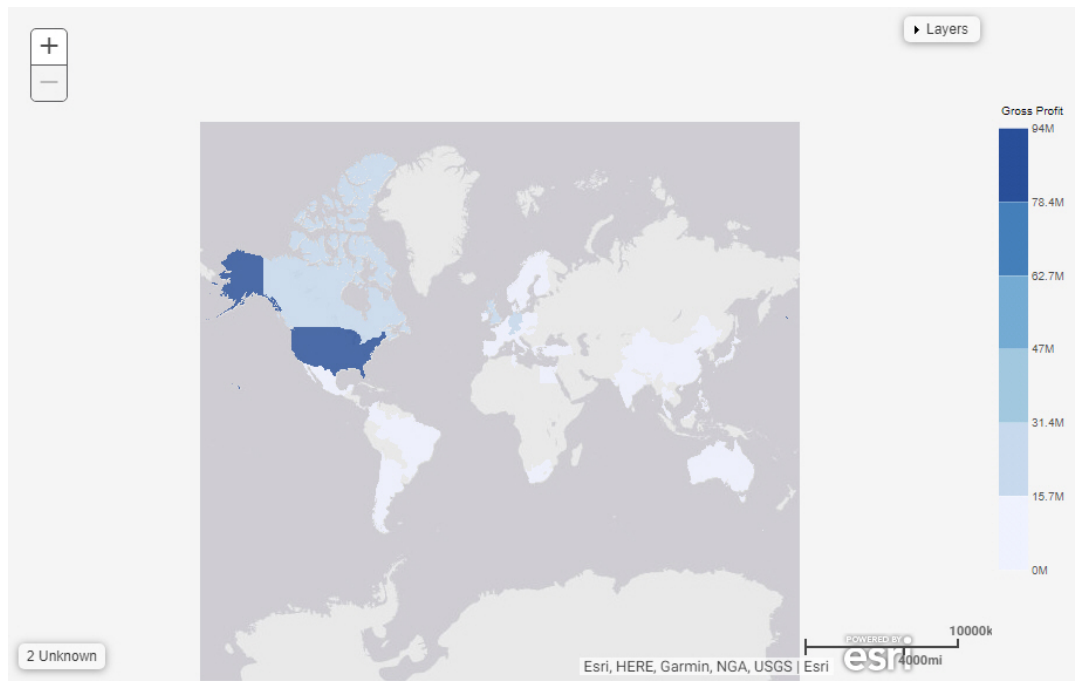 +
−
Layers
Gross Profit
94M
78.4M
62.7M
47M
31.4M
15.7M
0M
2 Unknown
Esri, HERE, Garmin, NGA, USGS | Esri
POWERED BY
esri
10000k
4000mi